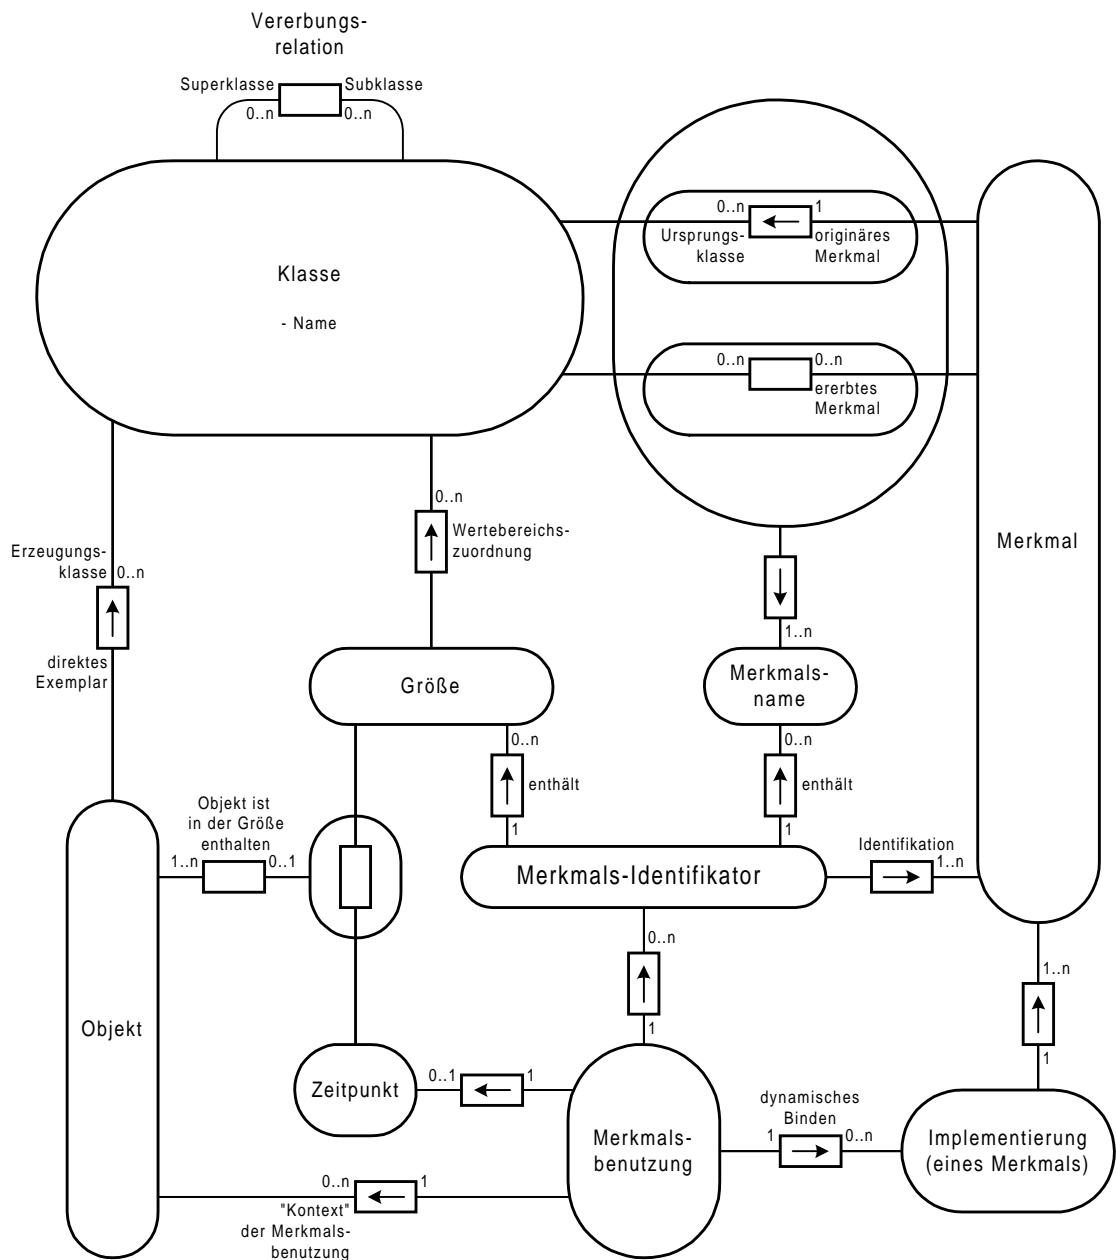 Vererbungs-
relation
Superklasse
Subklasse
0..n
0..n
Klasse
- Name
0..n
1
Ursprungs-
klasse
originäres
Merkmal
0..n
0..n
ererbtes
Merkmal
Merkmal
0..n
Wertebereichs-
zuordnung
Erzeugungs-
klasse
0..n
direktes
Exemplar
1..n
Größe
Merkmals-
name
0..n
enthält
1
0..n
enthält
1
Objekt ist
in der Größe
enthalten
1..n
0..1
Merkmals-Identifikator
Identifikation
1..n
0..n
1
1..n
1
Objekt
Zeitpunkt
0..1
1
Merkmals-
benutzung
dynamisches
Binden
1
0..n
Implementierung
(eines Merkmals)
0..n
1
"Kontext"
der Merkmals-
benutzung